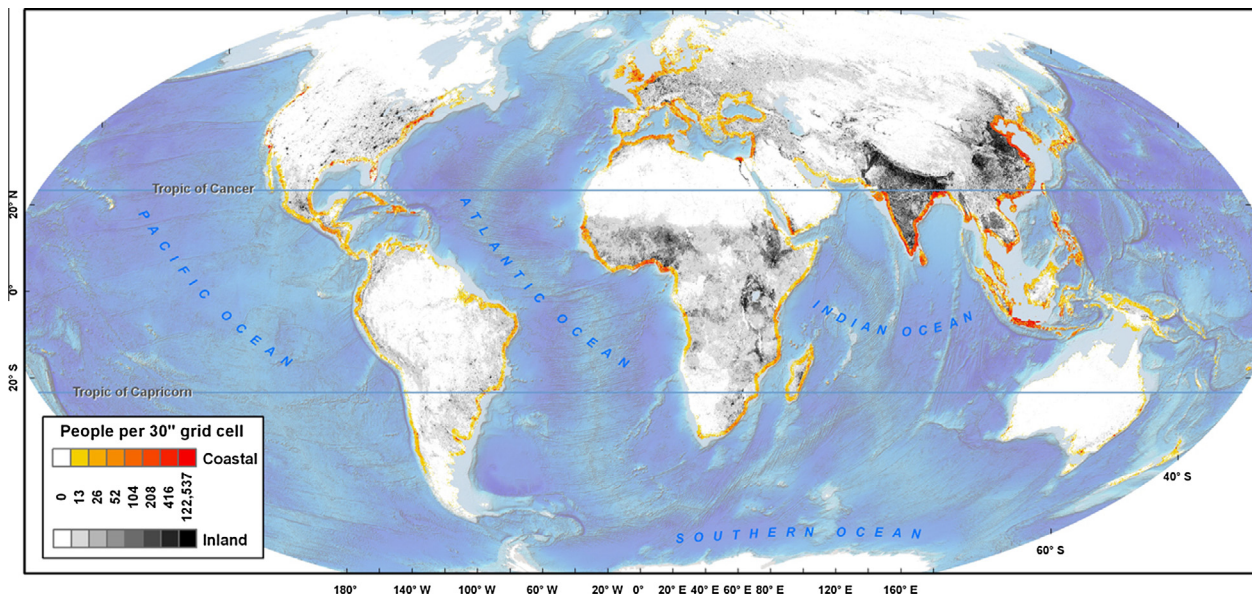 Tropic of Cancer
20° N
PACIFIC OCEAN
ATLANTIC OCEAN
INDIAN OCEAN
0°
20° S
Tropic of Capricorn
People per 30" grid cell
Coastal
0 13 26 52 104 208 416 122,537
Inland
40° S
SOUTHERN OCEAN
60° S
180° 140° W 100° W 60° W 20° W 0° 20° E 40° E 60° E 80° E 120° E 160° E